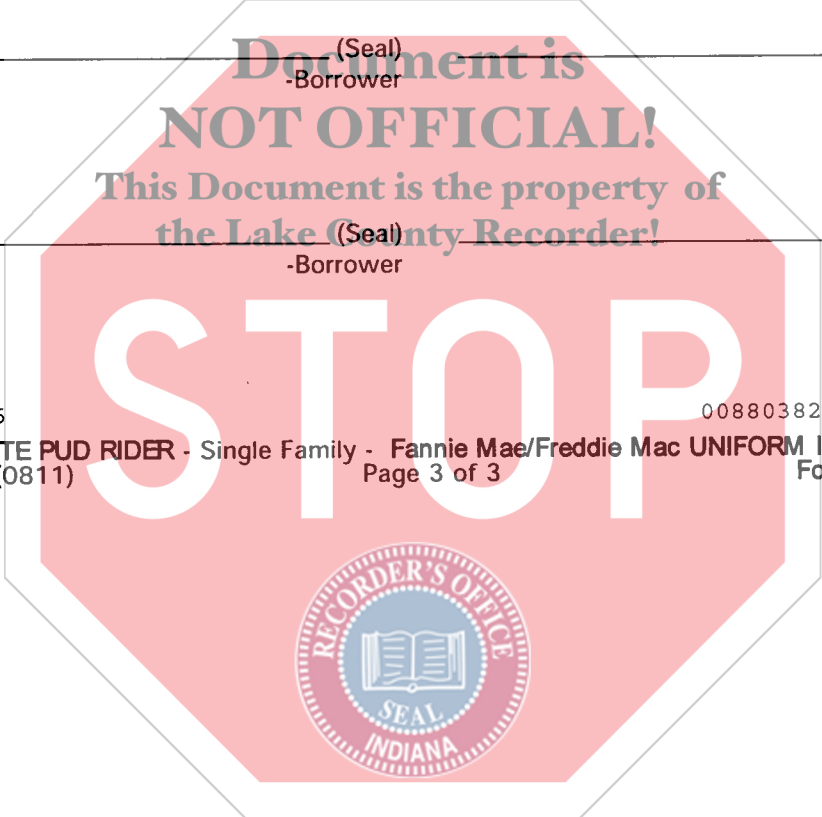 (Seal)
Document is
-Borrower
NOT OFFICIAL!
This Document is the property of
the Lake County Recorder!
(Seal)
-Borrower
STOP
00880382
TE PUD RIDER - Single Family - Fannie Mae/Freddie Mac UNIFORM I
(0811) Page 3 of 3 Fo
RECORDER'S OFFICE
SEAL
INDIANA